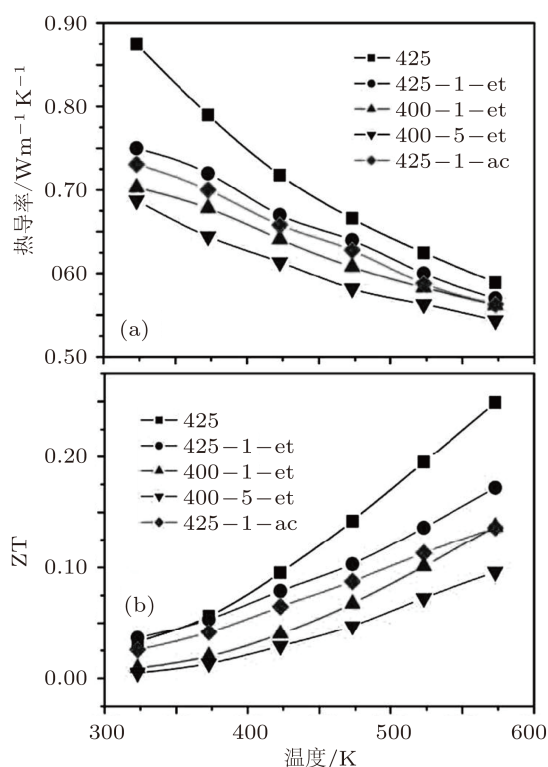 0.90
0.80
0.70
0.60
0.50
热导率/Wm⁻¹K⁻¹
425
425−1−et
400−1−et
400−5−et
425−1−ac
(a)
425
425−1−et
400−1−et
400−5−et
425−1−ac
0.20
0.10
0.00
ZT
(b)
300 400 500 600
温度/K